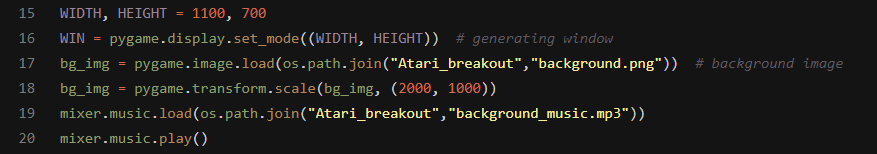 15 WIDTH, HEIGHT = 1100, 700
16 WIN = pygame.display.set_mode((WIDTH, HEIGHT))  # generating window
17 bg_img = pygame.image.load(os.path.join("Atari_breakout","background.png"))  # background image
18 bg_img = pygame.transform.scale(bg_img, (2000, 1000))
19 mixer.music.load(os.path.join("Atari_breakout","background_music.mp3"))
20 mixer.music.play()